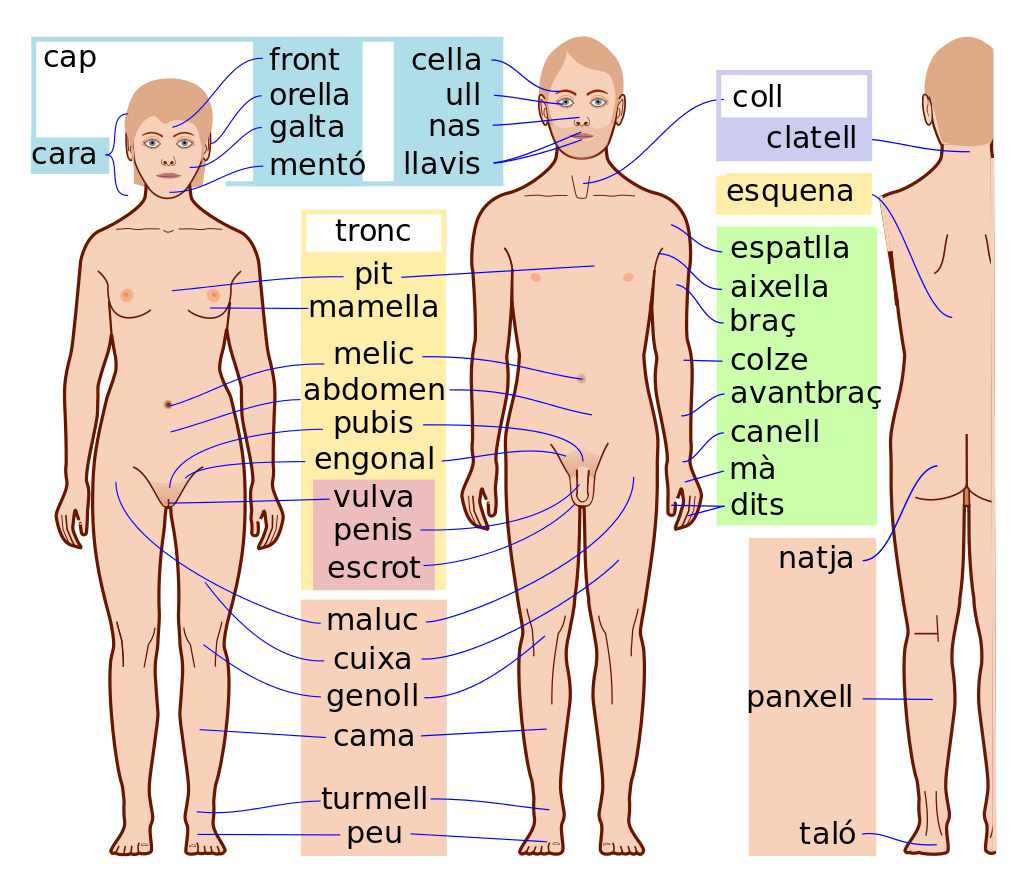 cap
cara
front
orella
galta
mentó
cella
ull
nas
llavis
coll
clatell
esquena
tronc
pit
mamella
melic
abdomen
pubis
engonal
vulva
penis
escrot
maluc
cuixa
genoll
cama
turmell
peu
espatlla
aixella
braç
colze
avantbraç
canell
mà
dits
natja
panxell
taló